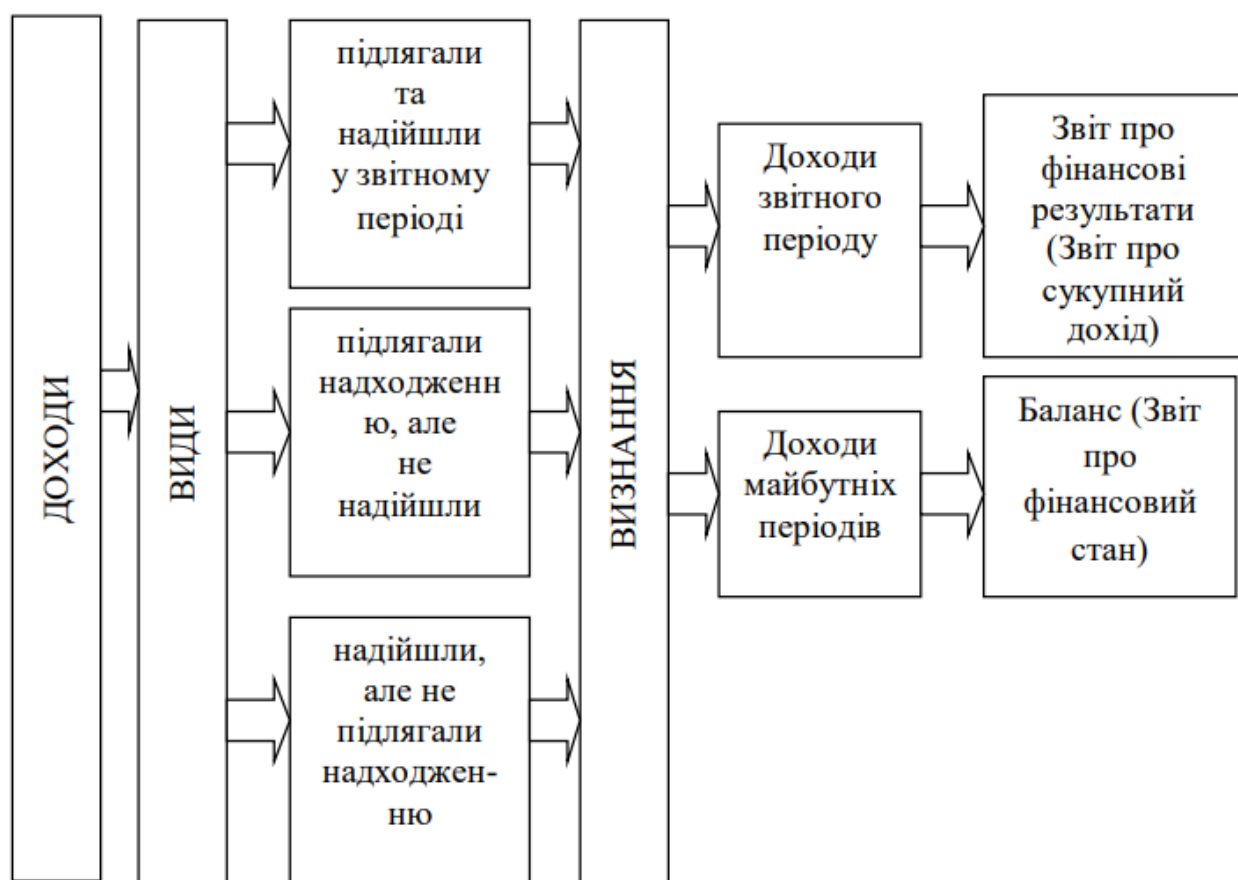 ДОХОДИ
ВИДИ
підлягали
та
надійшли
у звітному
періоді
підлягали
надходженн
ю, але
не
надійшли
надійшли,
але не
підлягали
надходжен-
ню
ВИЗНАННЯ
Доходи
звітного
періоду
Доходи
майбутніх
періодів
Звіт про
фінансові
результати
(Звіт про
сукупний
дохід)
Баланс (Звіт
про
фінансовий
стан)